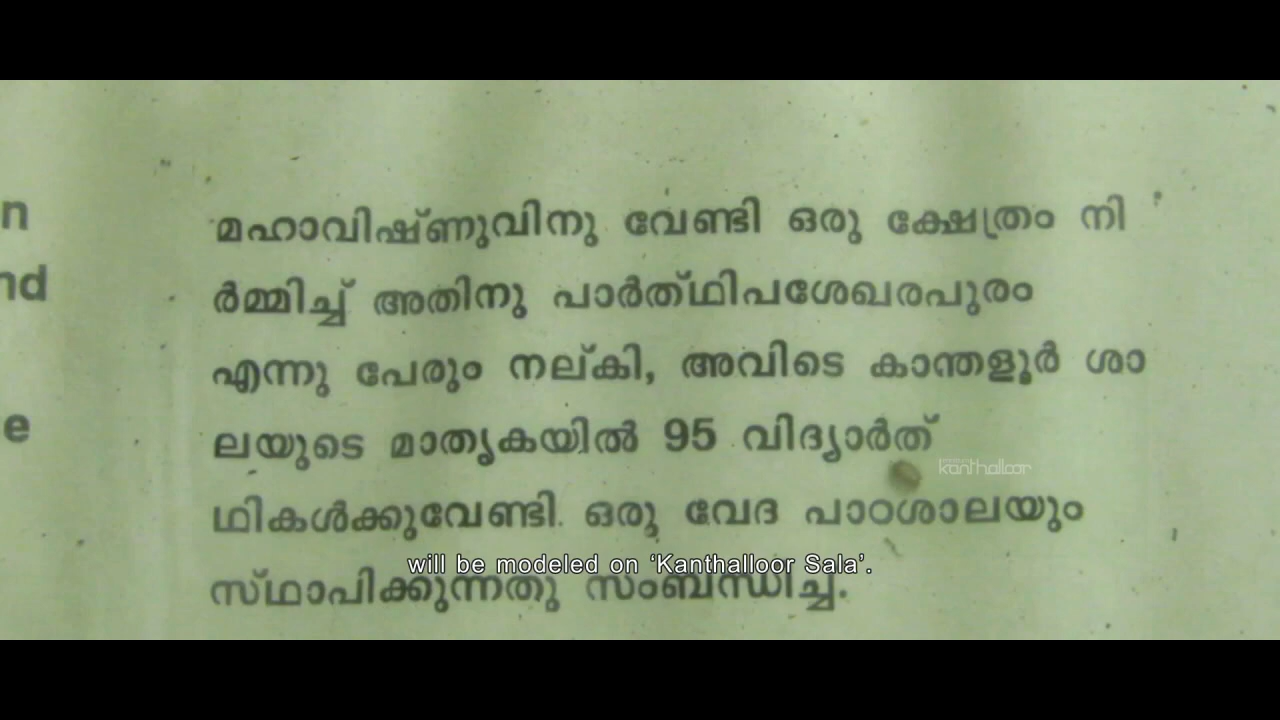 n
nd
e
മഹാവിഷ്ണുവിനു വേണ്ടി ഒരു ക്ഷേത്രം നി
ർമ്മിച്ച് അതിനു പാർത്ഥിപശേഖരപുരം
എന്നു പേരും നല്കി, അവിടെ കാന്തളൂർ ശാ
ലയുടെ മാതൃകയിൽ 95 വിദ്യാർത്
kanthalloor
ഥികൾക്കുവേണ്ടി ഒരു വേദ പാഠശാലയും
will be modeled on ‘Kanthalloor Sala’.
സ്ഥാപിക്കുന്നതു സംബന്ധിച്ച.